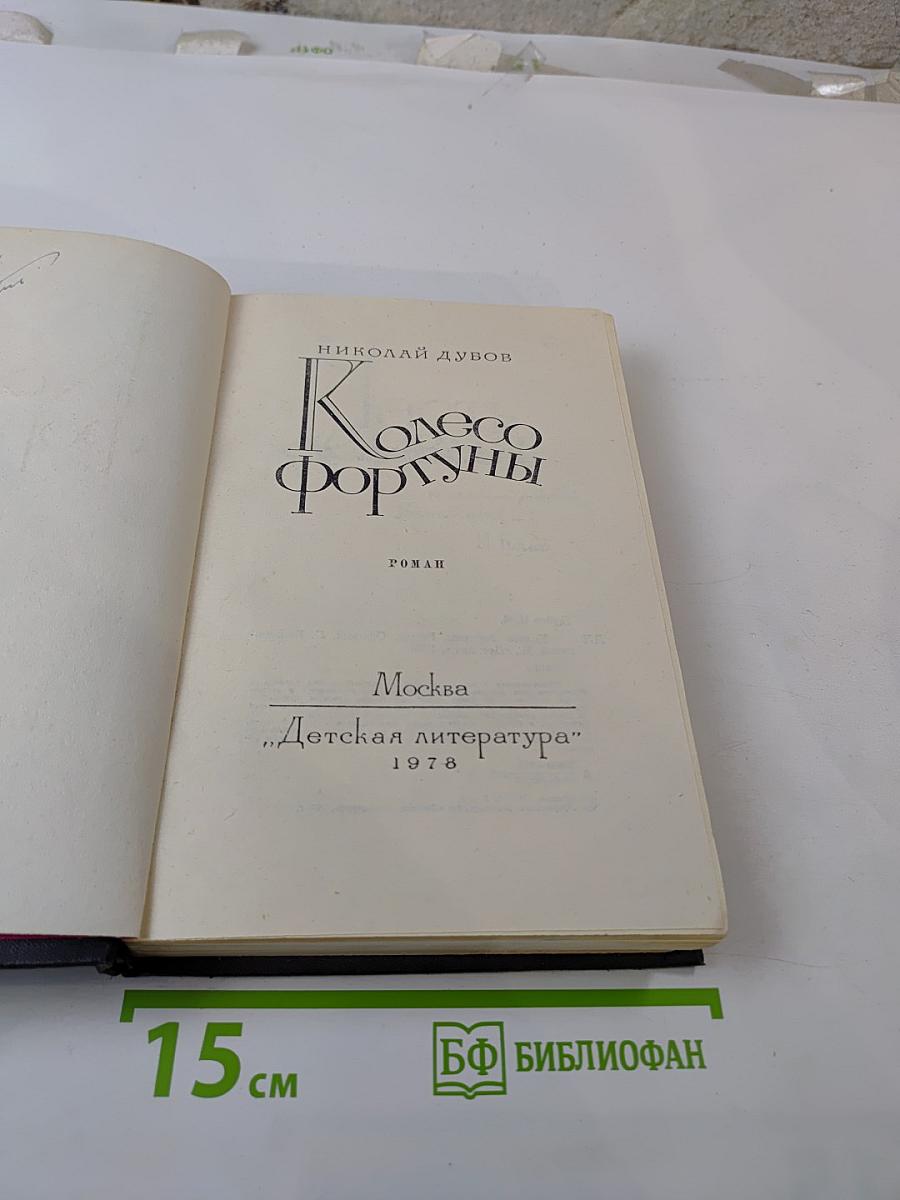 НИКОЛАЙ ДУБОВ
Колесо
фортуны
РОМАН
Москва
„Детская литература”
1978
15 см
БФ БИБЛИОФАН